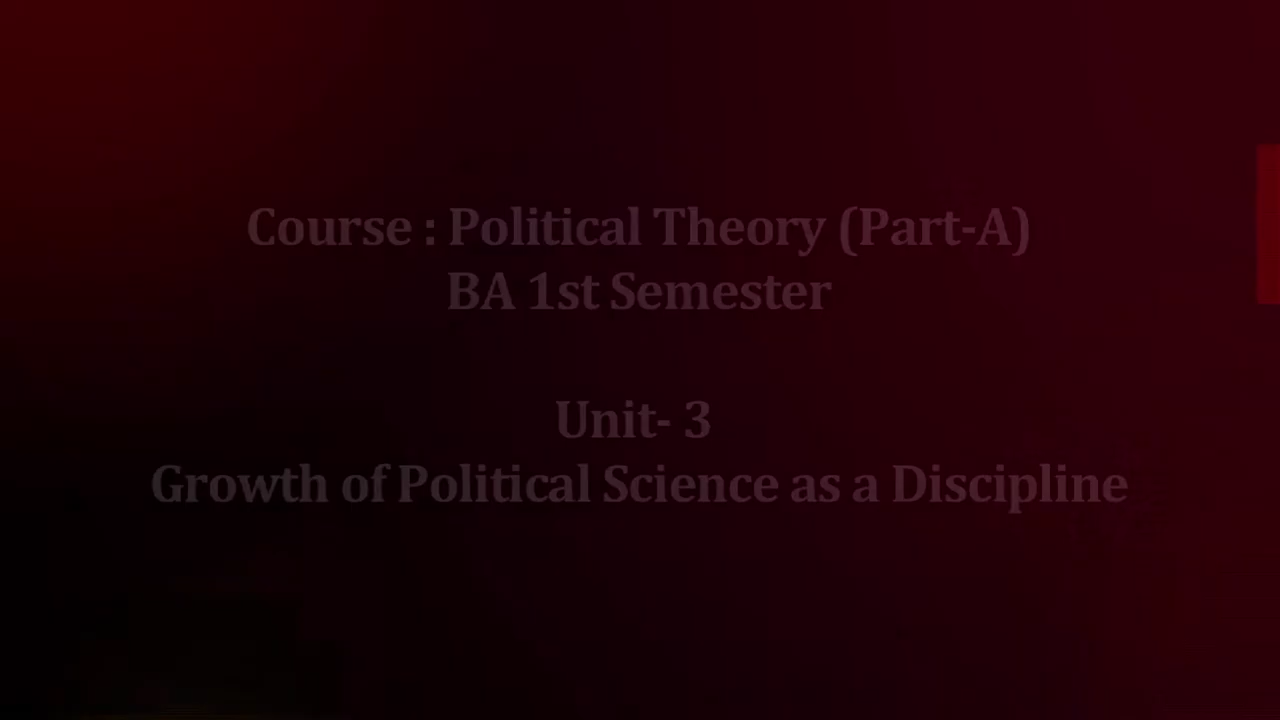 Course : Political Theory (Part-A)
BA 1st Semester
Unit- 3
Growth of Political Science as a Discipline